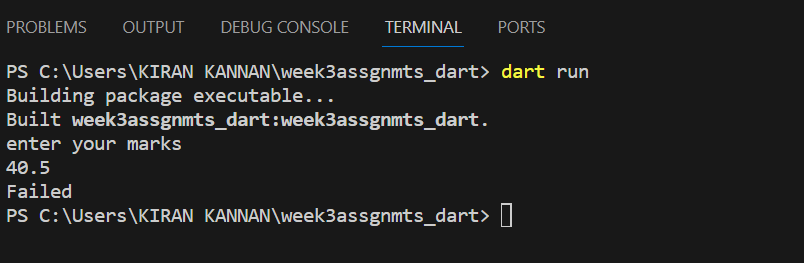 PROBLEMS OUTPUT DEBUG CONSOLE TERMINAL PORTS
PS C:\Users\KIRAN KANNAN\week3assgnmts_dart> dart run
Building package executable...
Built week3assgnmts_dart:week3assgnmts_dart.
enter your marks
40.5
Failed
PS C:\Users\KIRAN KANNAN\week3assgnmts_dart>